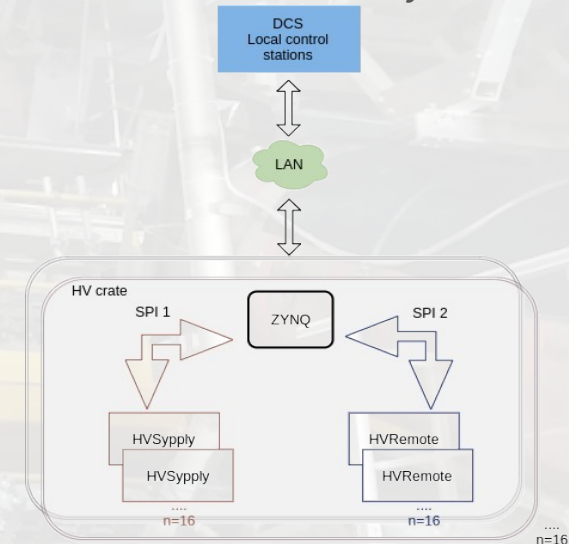 DCS
Local control
stations
LAN
HV crate
SPI 1
ZYNQ
SPI 2
HVSypply
HVSypply
....
n=16
HVRemote
HVRemote
....
n=16
....
n=16